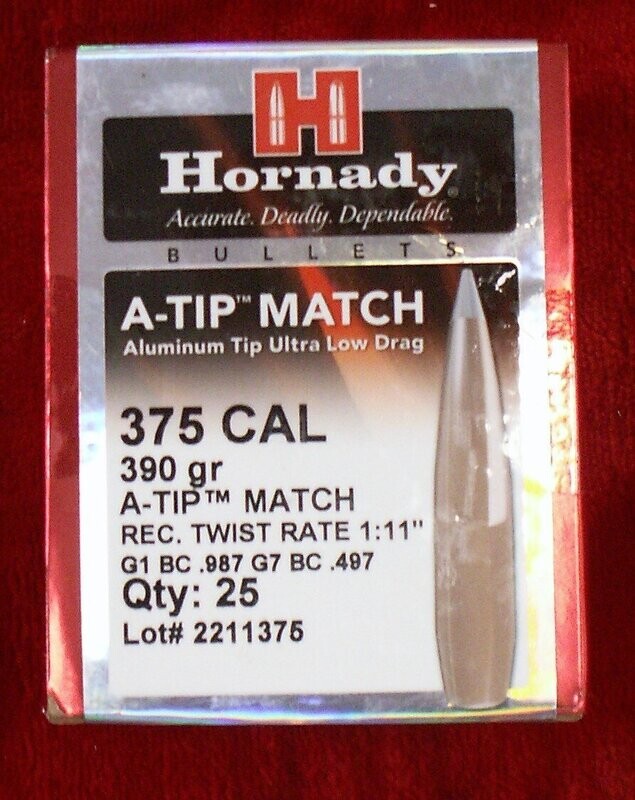 H
Hornady®
Accurate. Deadly. Dependable.
BULLETS
A-TIP™ MATCH
Aluminum Tip Ultra Low Drag
375 CAL
390 gr
A-TIP™ MATCH
REC. TWIST RATE 1:11"
G1 BC .987 G7 BC .497
Qty: 25
Lot# 2211375